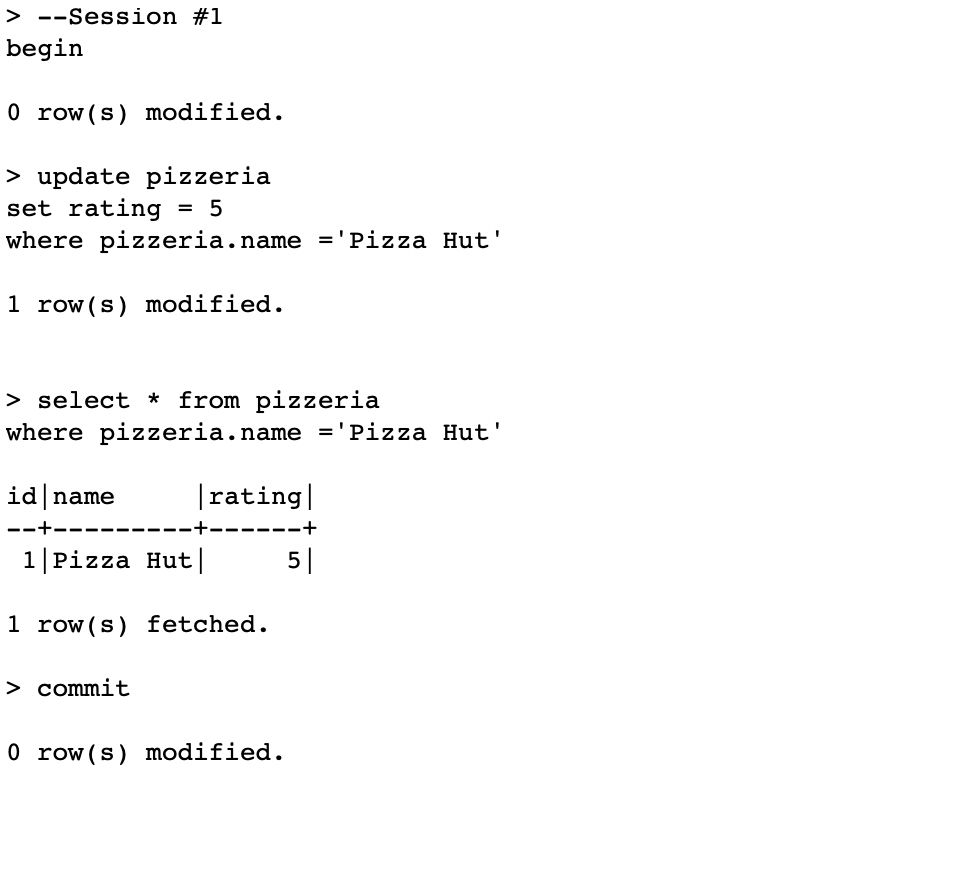 > --Session #1
begin
0 row(s) modified.
> update pizzeria
set rating = 5
where pizzeria.name ='Pizza Hut'
1 row(s) modified.
> select * from pizzeria
where pizzeria.name ='Pizza Hut'
id|name     |rating|
--+---------+------+
 1|Pizza Hut|     5|
1 row(s) fetched.
> commit
0 row(s) modified.